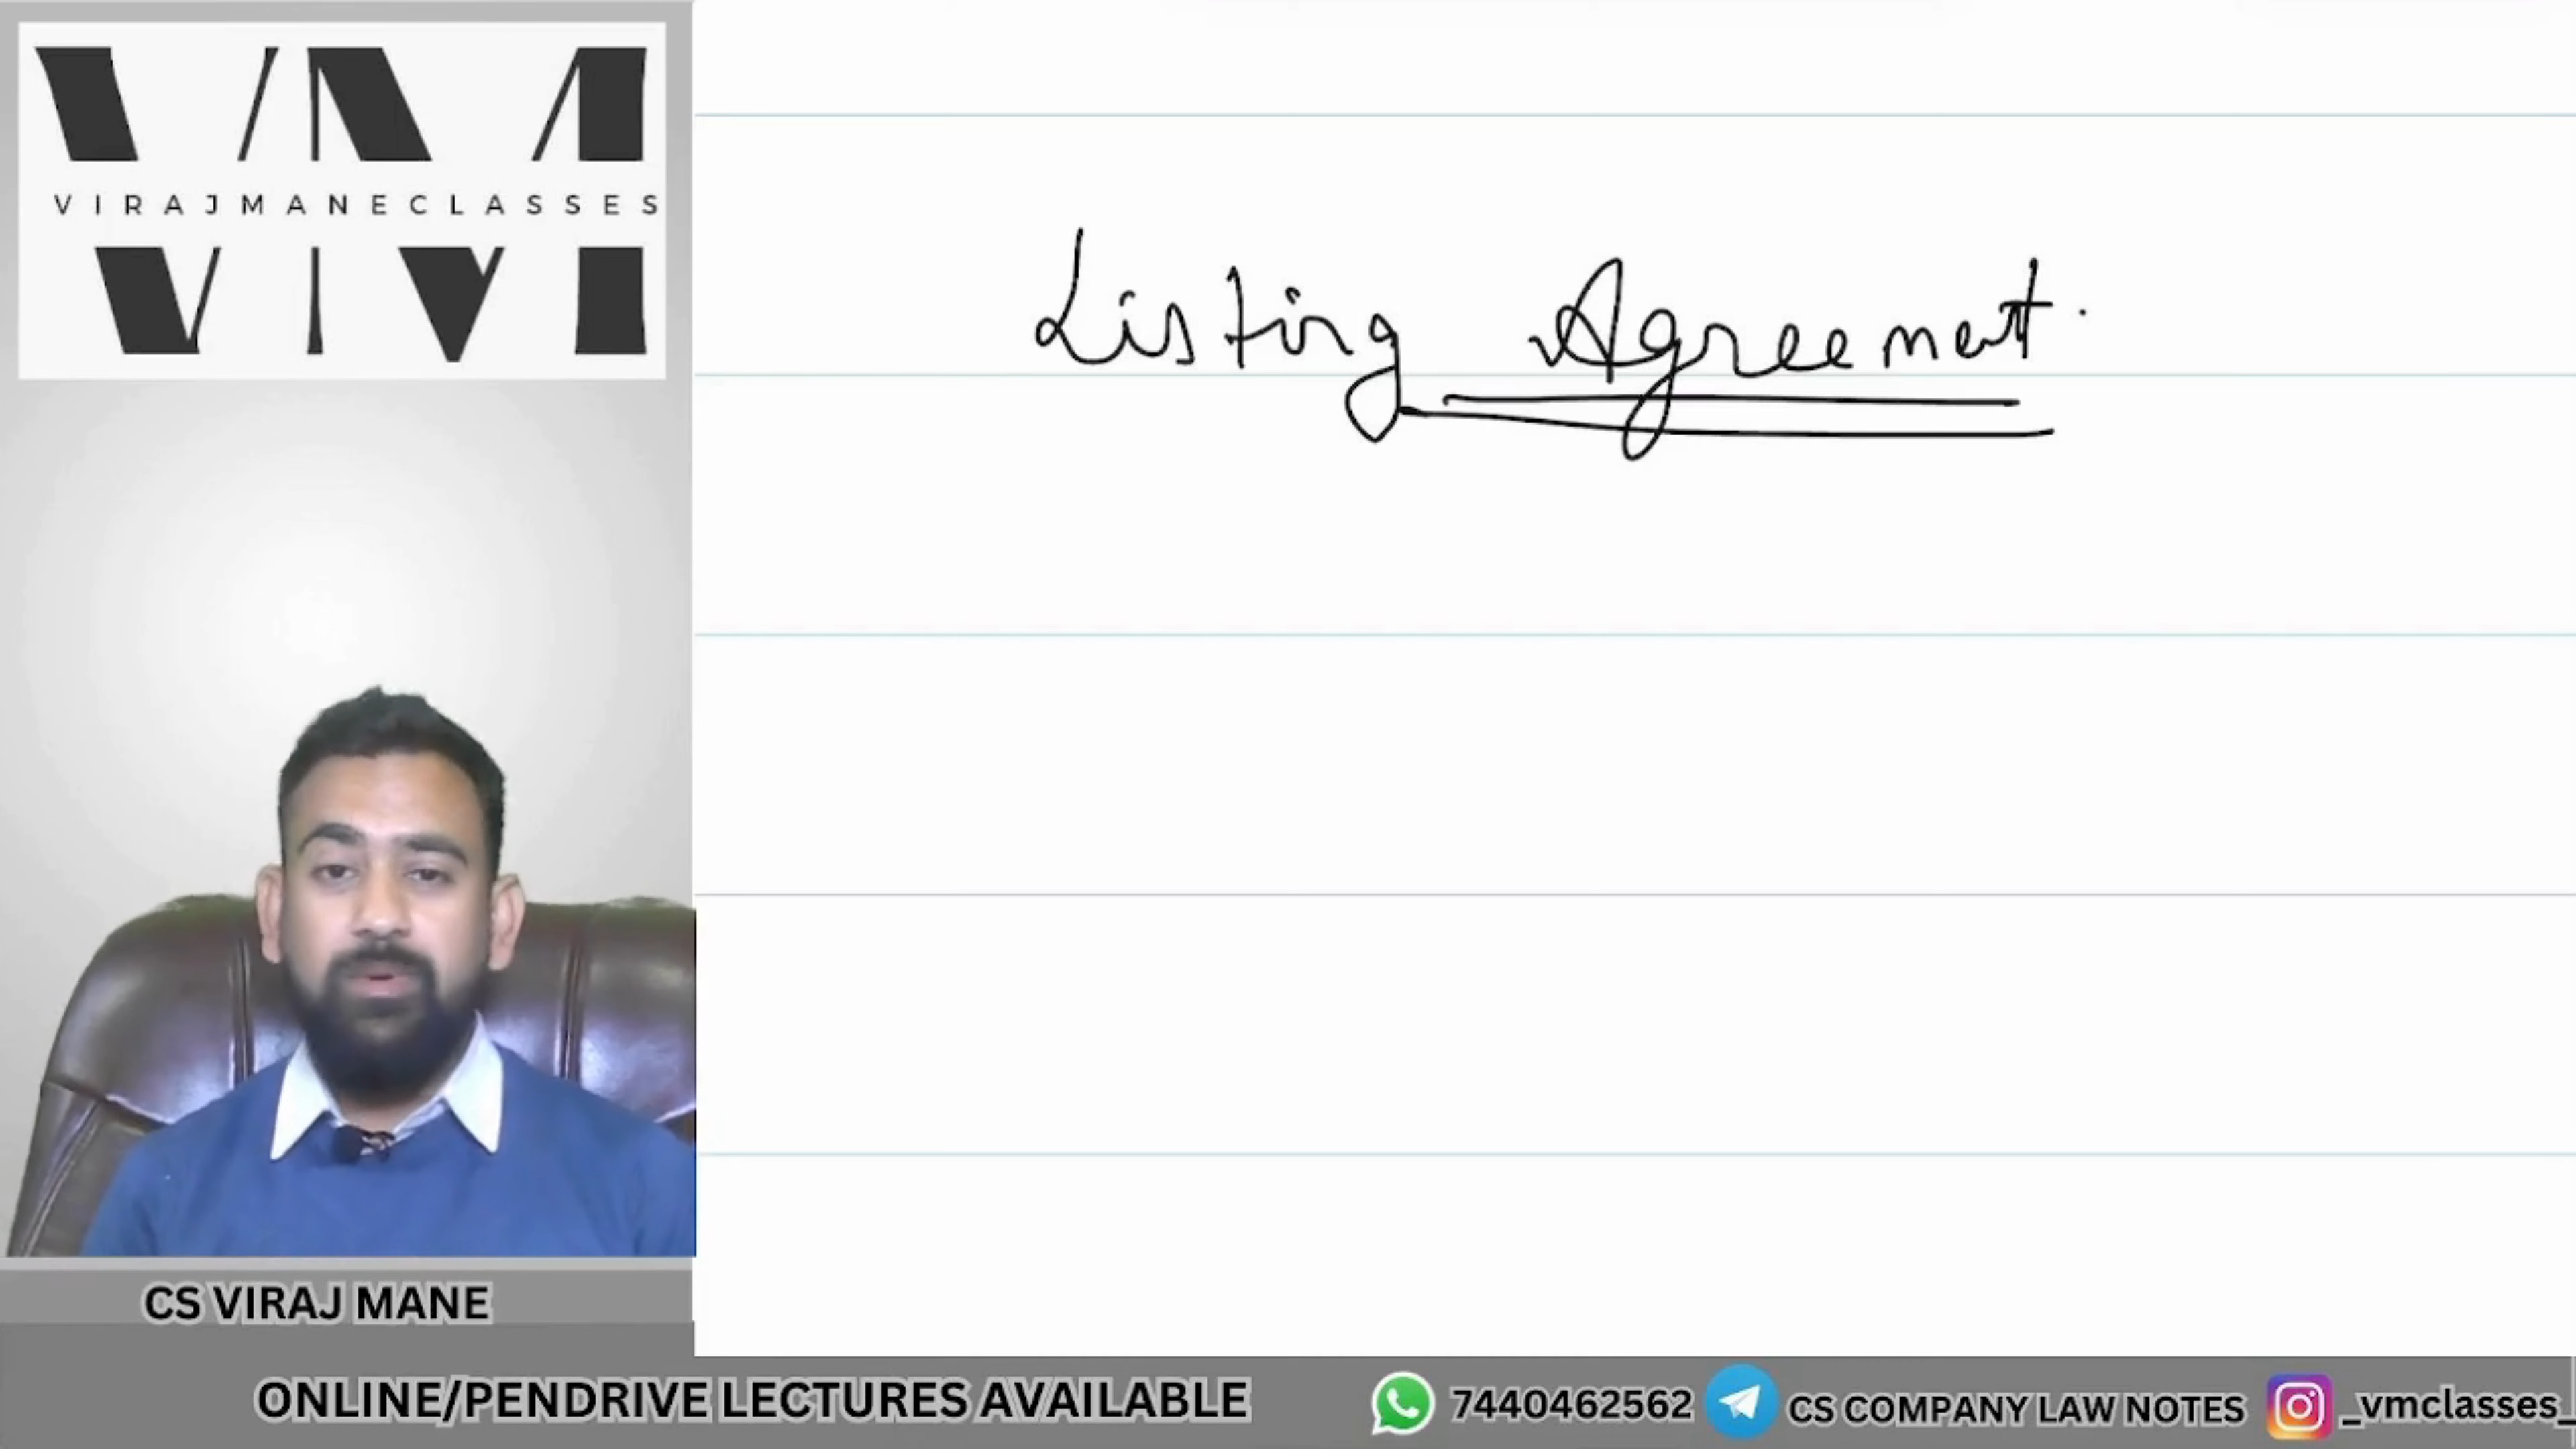 VIRAJMANECLASSES
Listing Agreement.
CS VIRAJ MANE
ONLINE/PENDRIVE LECTURES AVAILABLE
7440462562
CS COMPANY LAW NOTES
_vmclasses_